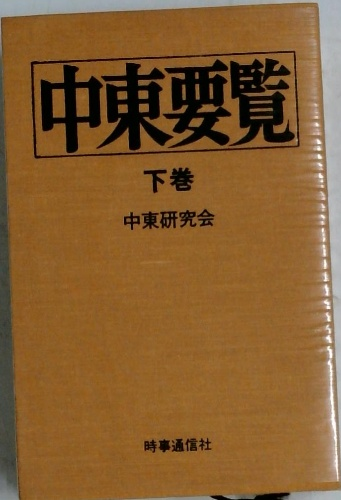 中東要覧
下巻
中東研究会
時事通信社